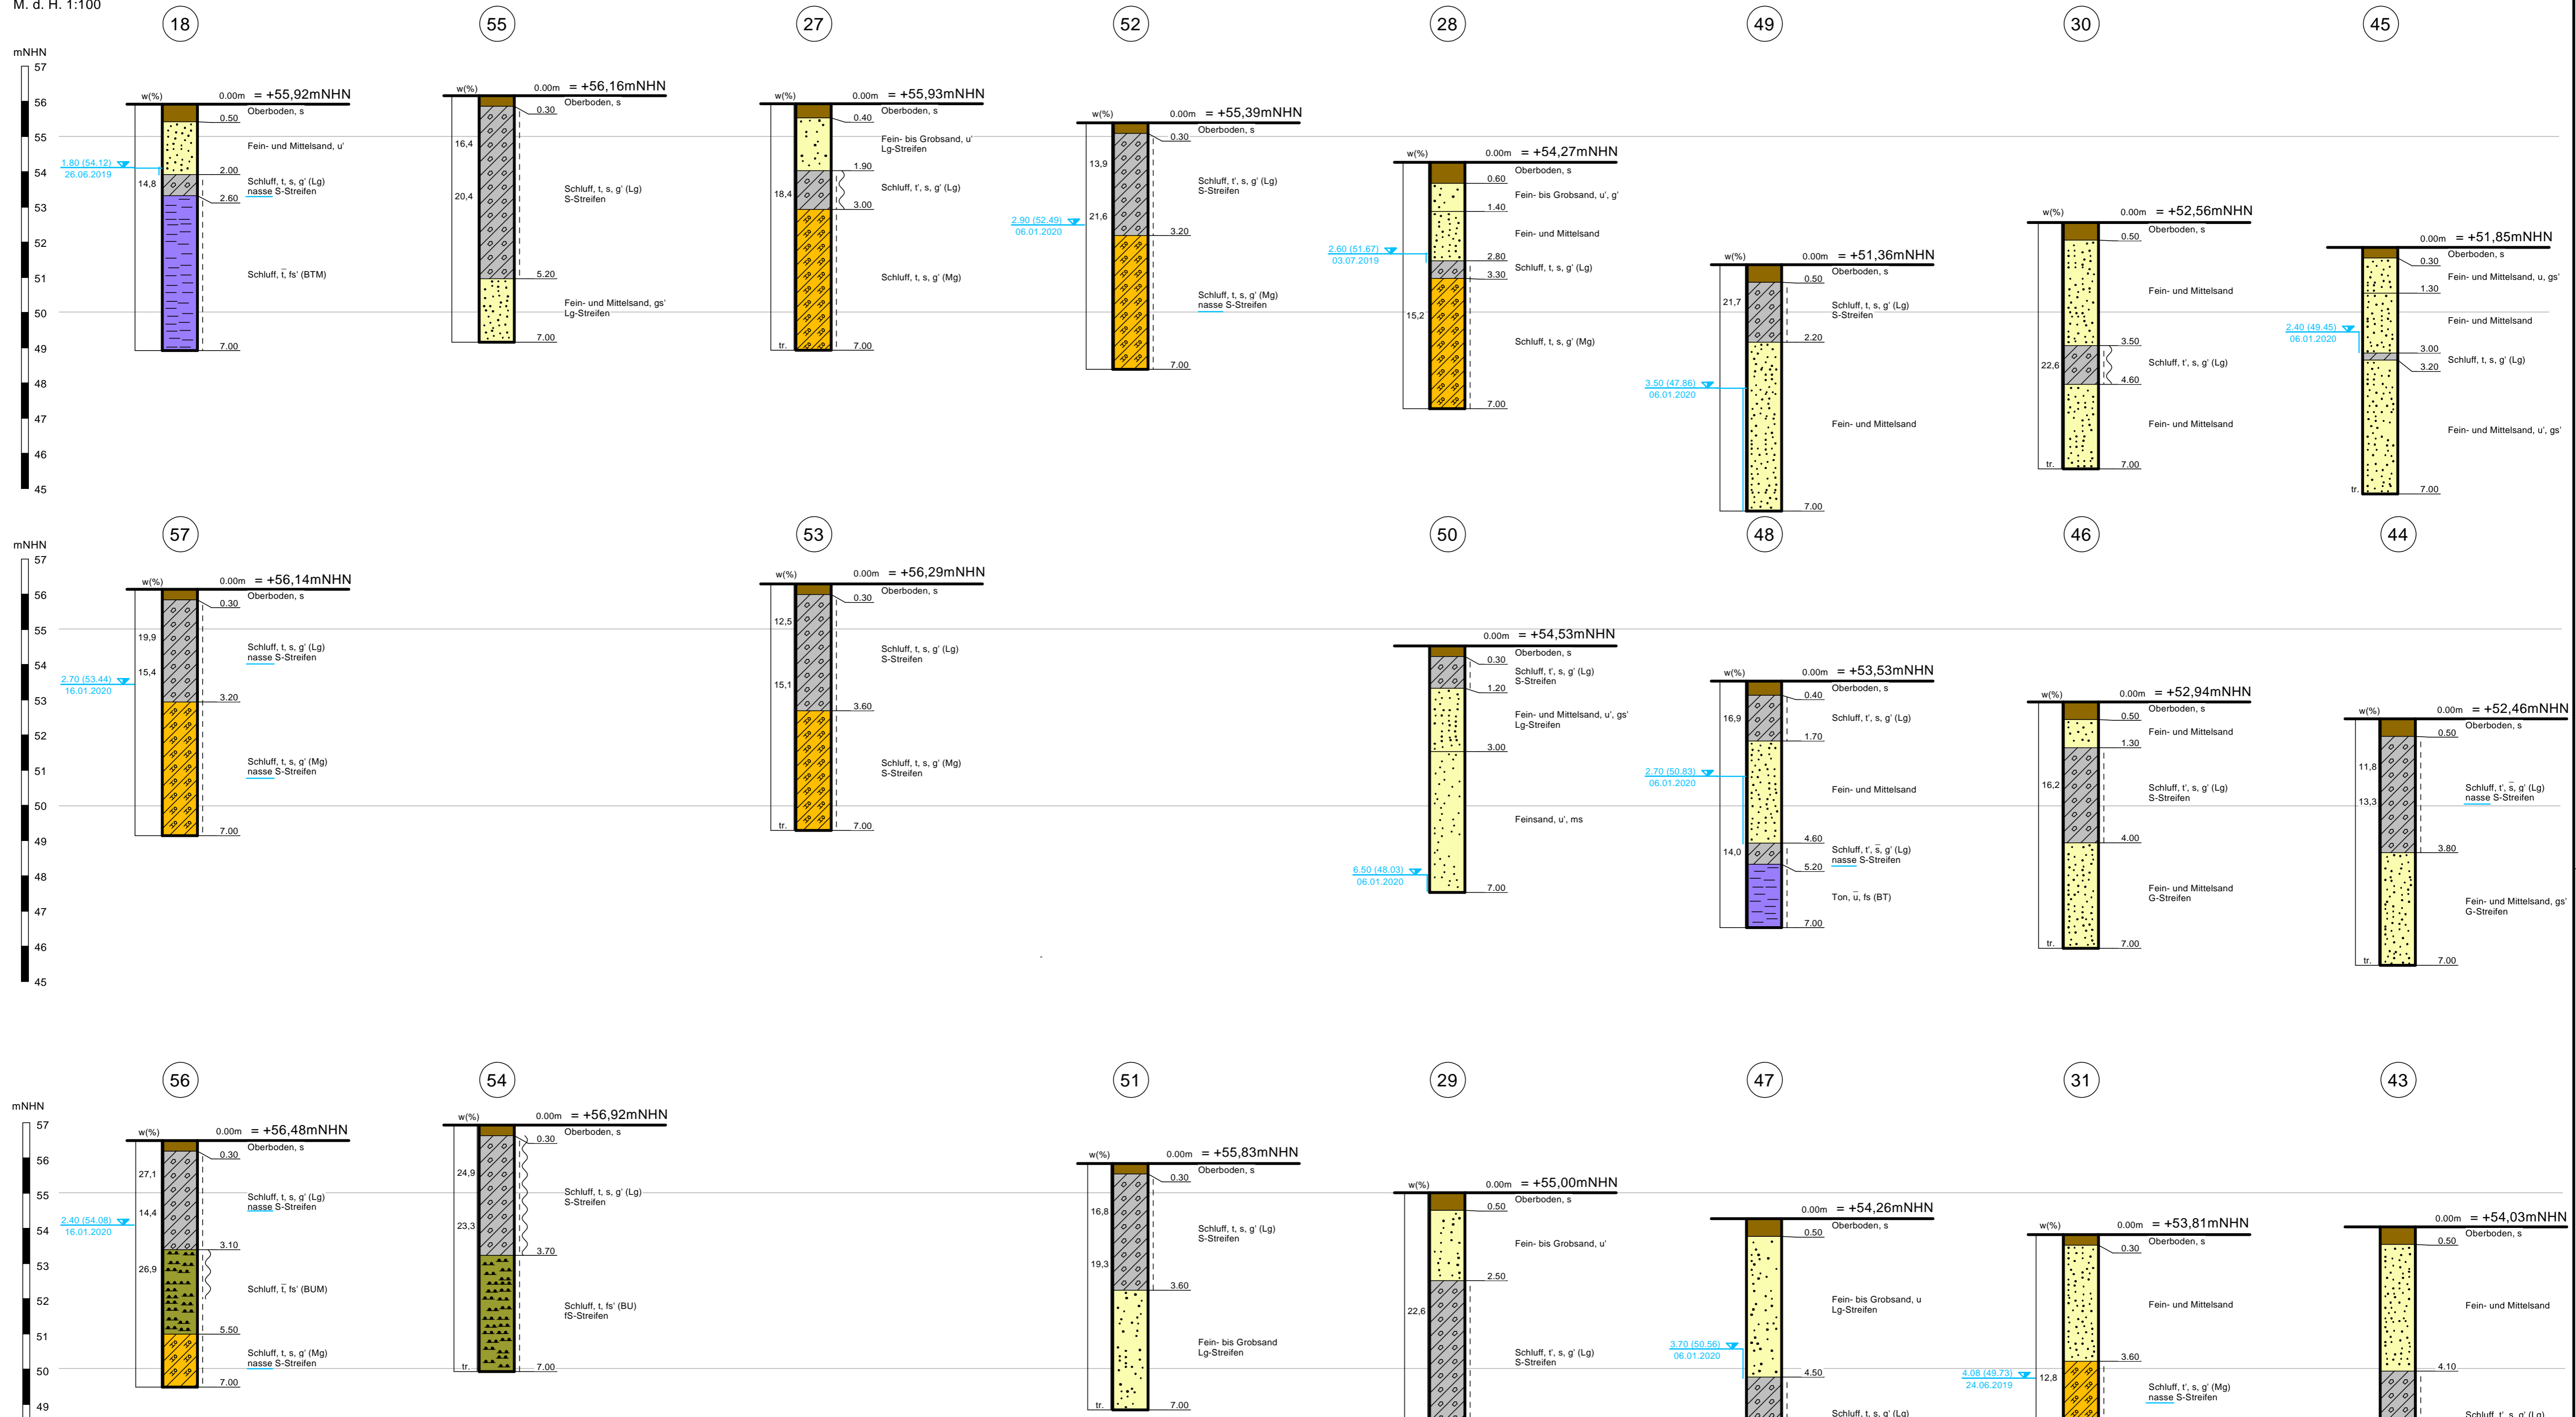 M. d. H. 1:100
18
55
27
52
28
49
30
45
mNHN
57
56
55
54
53
52
51
50
49
48
47
46
45
w(%)
0.00m = +55,92mNHN
Oberboden, s
0.50
Fein- und Mittelsand, u'
1.80 (54.12)
26.06.2019
2.00
14,8
Schluff, t, s, g' (Lg)
nasse S-Streifen
2.60
Schluff, t̅, fs' (BTM)
7.00
w(%)
0.00m = +56,16mNHN
Oberboden, s
0.30
16,4
20,4
Schluff, t, s, g' (Lg)
S-Streifen
5.20
Fein- und Mittelsand, gs'
Lg-Streifen
7.00
w(%)
0.00m = +55,93mNHN
Oberboden, s
0.40
Fein- bis Grobsand, u'
Lg-Streifen
1.90
18,4
Schluff, t', s, g' (Lg)
3.00
Schluff, t, s, g' (Mg)
tr.
7.00
w(%)
0.00m = +55,39mNHN
Oberboden, s
0.30
13,9
Schluff, t, s, g' (Lg)
S-Streifen
21,6
2.90 (52.49)
06.01.2020
3.20
Schluff, t, s, g' (Mg)
nasse S-Streifen
7.00
w(%)
0.00m = +54,27mNHN
Oberboden, s
0.60
Fein- bis Grobsand, u', g'
1.40
Fein- und Mittelsand
2.60 (51.67)
03.07.2019
2.80
Schluff, t, s, g' (Lg)
3.30
15,2
Schluff, t, s, g' (Mg)
7.00
w(%)
0.00m = +51,36mNHN
Oberboden, s
0.50
21,7
Schluff, t, s, g' (Lg)
S-Streifen
2.20
3.50 (47.86)
06.01.2020
Fein- und Mittelsand
7.00
w(%)
0.00m = +52,56mNHN
Oberboden, s
0.50
Fein- und Mittelsand
3.50
22,6
Schluff, t', s, g' (Lg)
4.60
Fein- und Mittelsand
tr.
7.00
0.00m = +51,85mNHN
Oberboden, s
0.30
Fein- und Mittelsand, u, gs'
1.30
Fein- und Mittelsand
2.40 (49.45)
06.01.2020
3.00
Schluff, t, s, g' (Lg)
3.20
Fein- und Mittelsand, u', gs'
tr.
7.00
57
53
50
48
46
44
mNHN
57
56
55
54
53
52
51
50
49
48
47
46
45
w(%)
0.00m = +56,14mNHN
Oberboden, s
0.30
19,9
Schluff, t, s, g' (Lg)
nasse S-Streifen
15,4
2.70 (53.44)
16.01.2020
3.20
Schluff, t, s, g' (Mg)
nasse S-Streifen
7.00
w(%)
0.00m = +56,29mNHN
0.30
Oberboden, s
12,5
Schluff, t, s, g' (Lg)
S-Streifen
15,1
3.60
Schluff, t, s, g' (Mg)
S-Streifen
tr.
7.00
0.00m = +54,53mNHN
Oberboden, s
0.30
Schluff, t', s, g' (Lg)
S-Streifen
1.20
Fein- und Mittelsand, u', gs'
Lg-Streifen
3.00
Feinsand, u', ms
6.50 (48.03)
06.01.2020
7.00
w(%)
0.00m = +53,53mNHN
Oberboden, s
0.40
16,9
Schluff, t', s, g' (Lg)
1.70
2.70 (50.83)
06.01.2020
Fein- und Mittelsand
4.60
14,0
Schluff, t', s̅, g' (Lg)
nasse S-Streifen
5.20
Ton, u̅, fs (BT)
7.00
w(%)
0.00m = +52,94mNHN
Oberboden, s
0.50
Fein- und Mittelsand
1.30
16,2
Schluff, t', s, g' (Lg)
S-Streifen
4.00
Fein- und Mittelsand
G-Streifen
tr.
7.00
w(%)
0.00m = +52,46mNHN
Oberboden, s
0.50
11,8
Schluff, t', s̅, g' (Lg)
nasse S-Streifen
13,3
3.80
Fein- und Mittelsand, gs'
G-Streifen
tr.
7.00
56
54
51
29
47
31
43
mNHN
57
56
55
54
53
52
51
50
49
w(%)
0.00m = +56,48mNHN
Oberboden, s
0.30
27,1
Schluff, t, s, g' (Lg)
nasse S-Streifen
14,4
2.40 (54.08)
16.01.2020
3.10
26,9
Schluff, t̅, fs' (BUM)
5.50
Schluff, t, s, g' (Mg)
nasse S-Streifen
7.00
w(%)
0.00m = +56,92mNHN
Oberboden, s
0.30
24,9
Schluff, t, s, g' (Lg)
S-Streifen
23,3
3.70
Schluff, t, fs' (BU)
fS-Streifen
tr.
7.00
w(%)
0.00m = +55,83mNHN
Oberboden, s
0.30
16,8
Schluff, t, s, g' (Lg)
S-Streifen
19,3
3.60
Fein- bis Grobsand
Lg-Streifen
tr.
7.00
w(%)
0.00m = +55,00mNHN
Oberboden, s
0.50
Fein- bis Grobsand, u'
2.50
22,6
Schluff, t', s, g' (Lg)
S-Streifen
0.00m = +54,26mNHN
Oberboden, s
0.50
Fein- bis Grobsand, u
Lg-Streifen
3.70 (50.56)
06.01.2020
4.50
Schluff, t, s, g' (Lg)
w(%)
0.00m = +53,81mNHN
Oberboden, s
0.30
Fein- und Mittelsand
3.60
4.08 (49.73)
24.06.2019
12,8
Schluff, t', s, g' (Mg)
nasse S-Streifen
0.00m = +54,03mNHN
Oberboden, s
0.50
Fein- und Mittelsand
4.10
Schluff, t', s, g' (Lg)